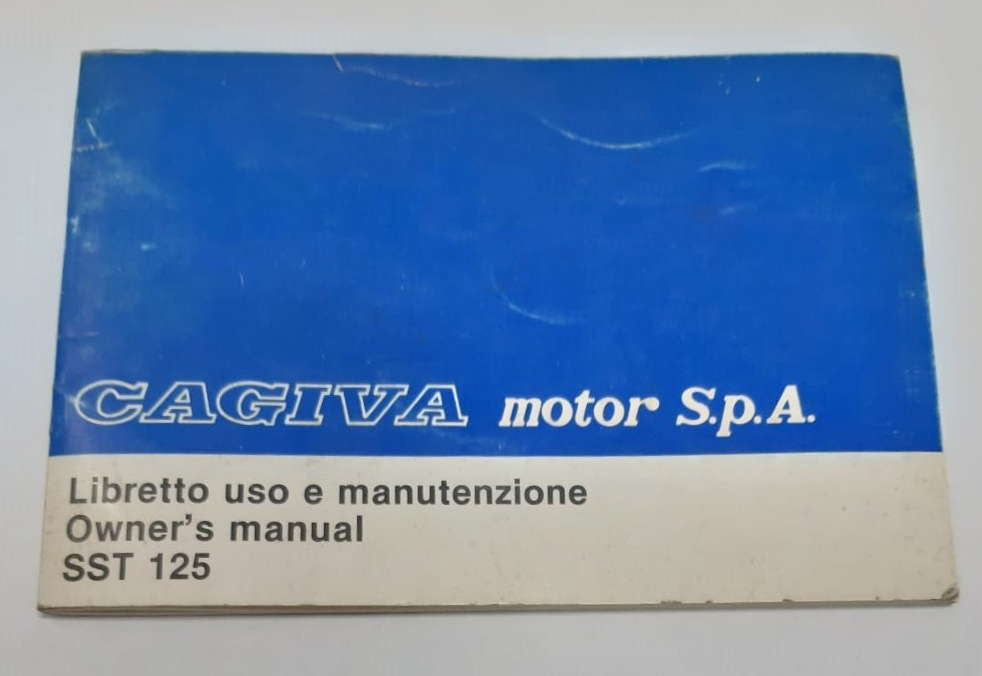 CAGIVA motor S.p.A.
Libretto uso e manutenzione
Owner's manual
SST 125